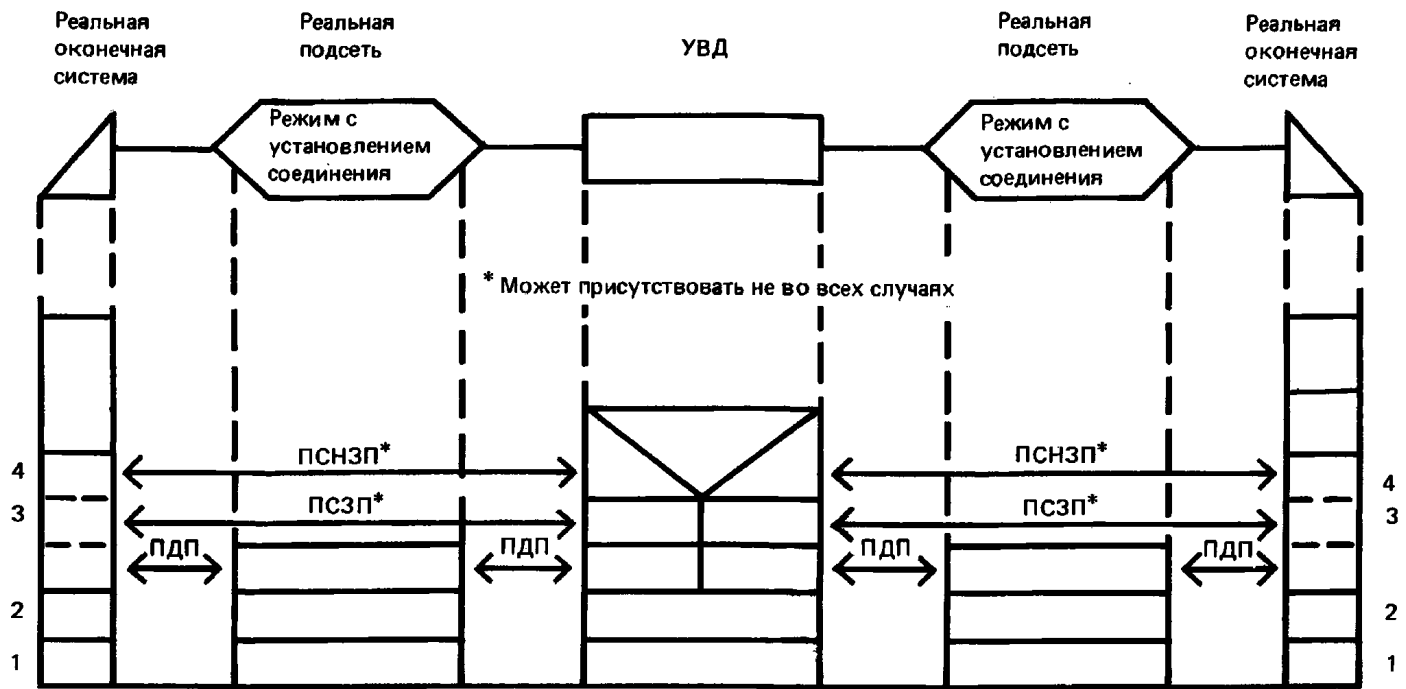 Реальная
оконечная
система
Реальная
подсеть
УВД
Реальная
подсеть
Реальная
оконечная
система
Режим с
установлением
соединения
Режим с
установлением
соединения
* Может присутствовать не во всех случаях
4
ПСНЗП*
ПСНЗП*
4
3
ПСЗП*
ПСЗП*
3
ПДП
ПДП
ПДП
ПДП
2
2
1
1